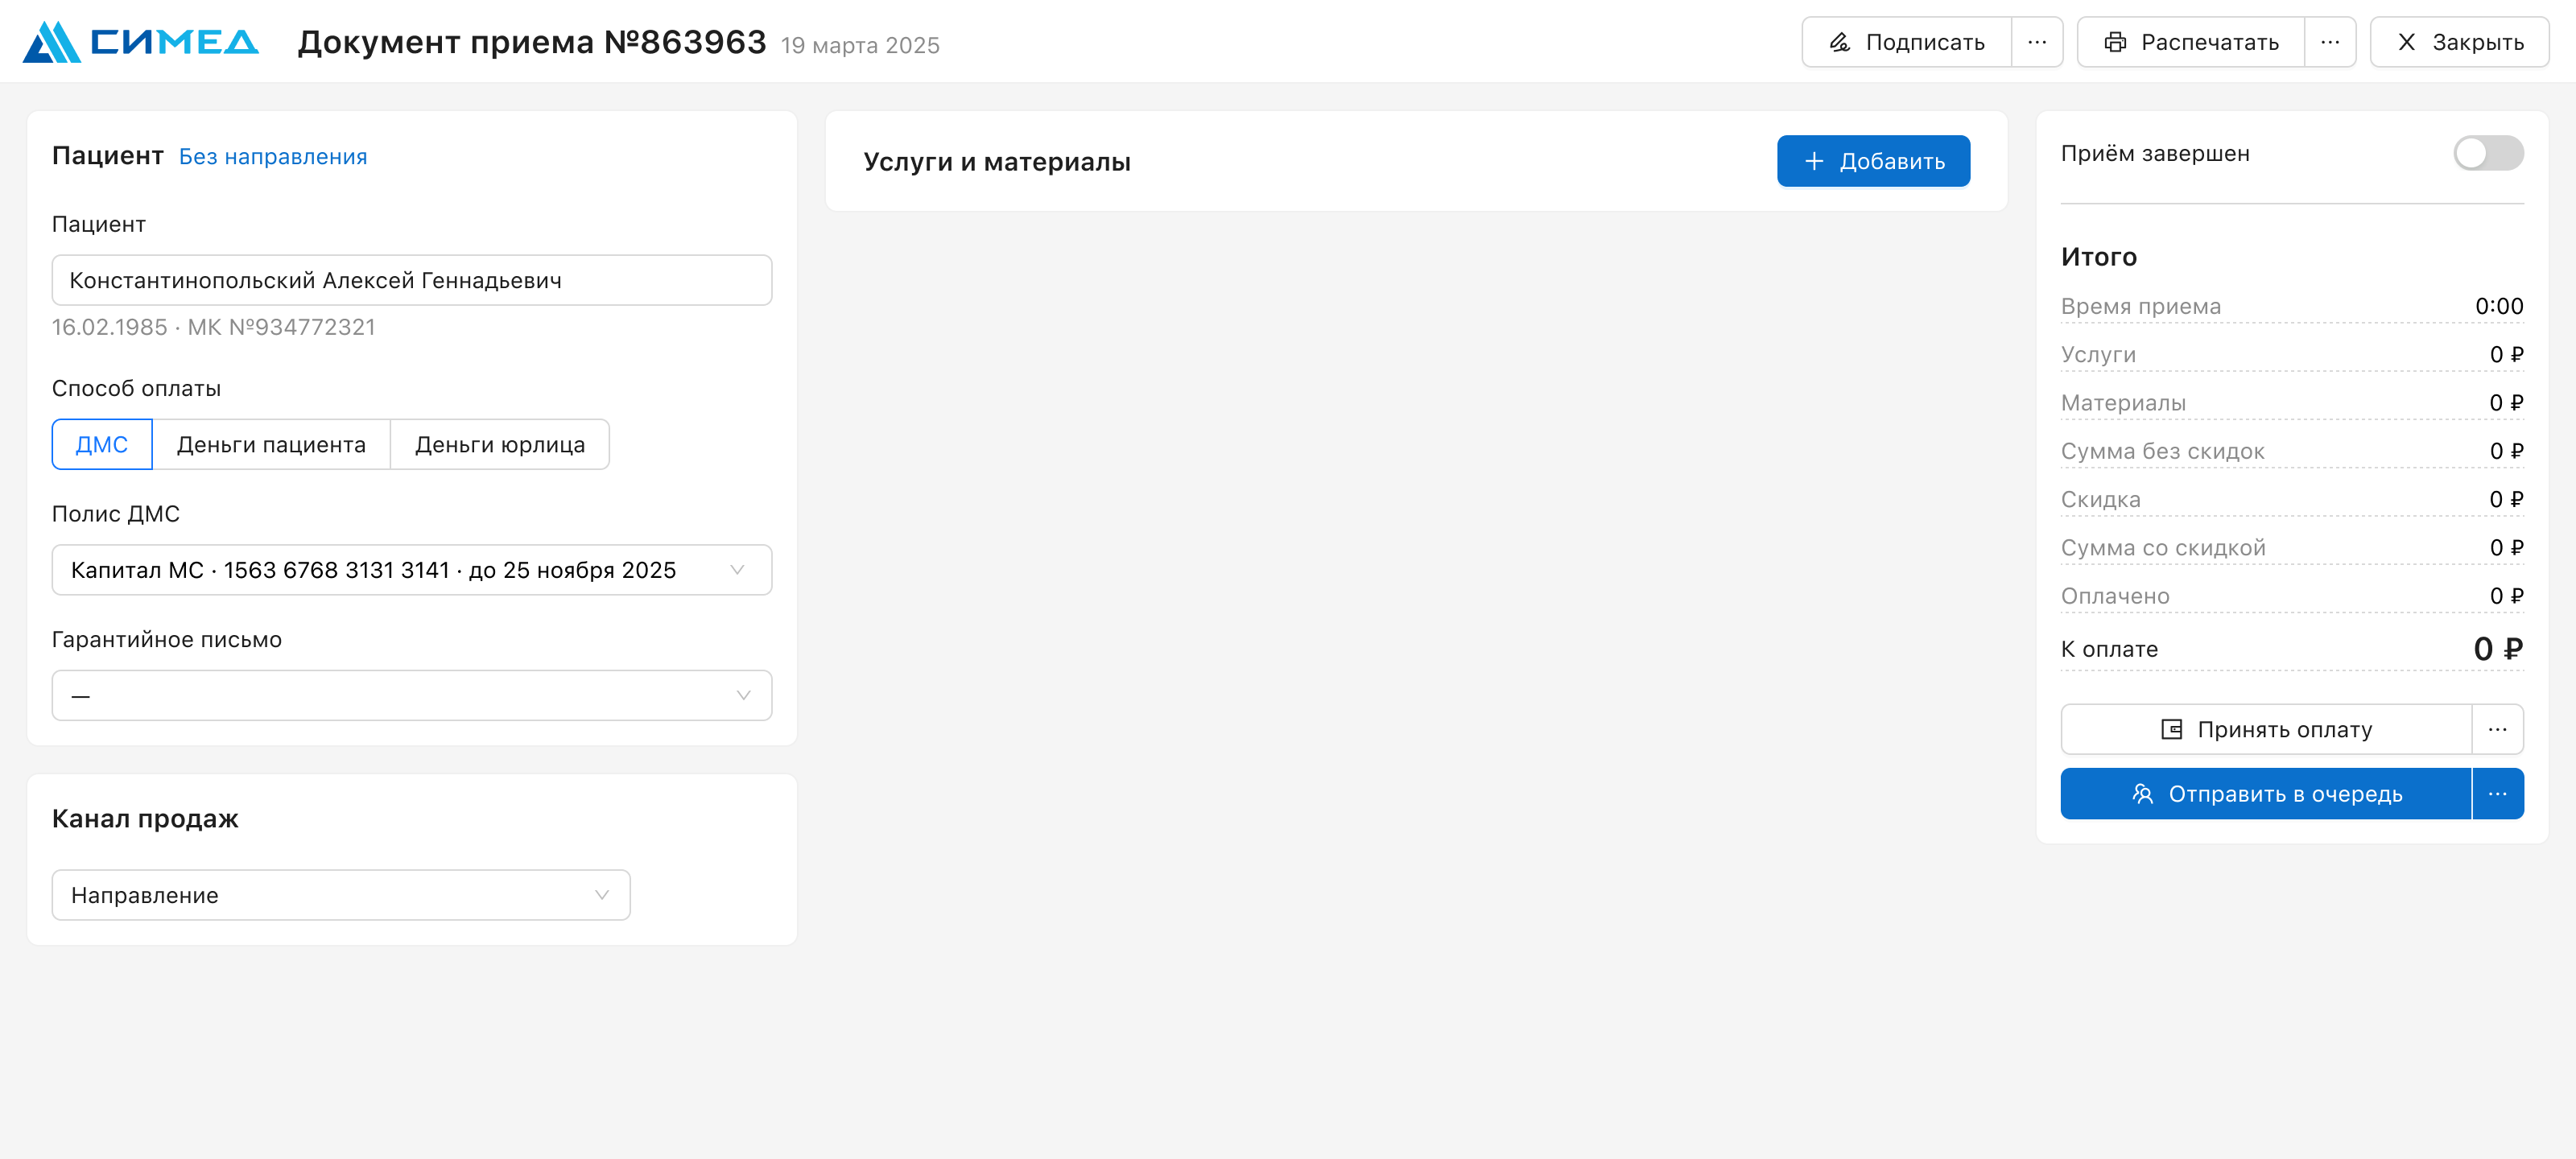 СИМЕД
Документ приема №863963 19 марта 2025
Подписать ···
Распечатать ···
Закрыть
Пациент Без направления
Пациент
Константинопольский Алексей Геннадьевич
16.02.1985 · МК №934772321
Способ оплаты
ДМС Деньги пациента Деньги юрлица
Полис ДМС
Капитал МС · 1563 6768 3131 3141 · до 25 ноября 2025
Гарантийное письмо
—
Канал продаж
Направление
Услуги и материалы
Добавить
Приём завершен
Итого
Время приема 0:00
Услуги 0 ₽
Материалы 0 ₽
Сумма без скидок 0 ₽
Скидка 0 ₽
Сумма со скидкой 0 ₽
Оплачено 0 ₽
К оплате 0 ₽
Принять оплату ···
Отправить в очередь ···